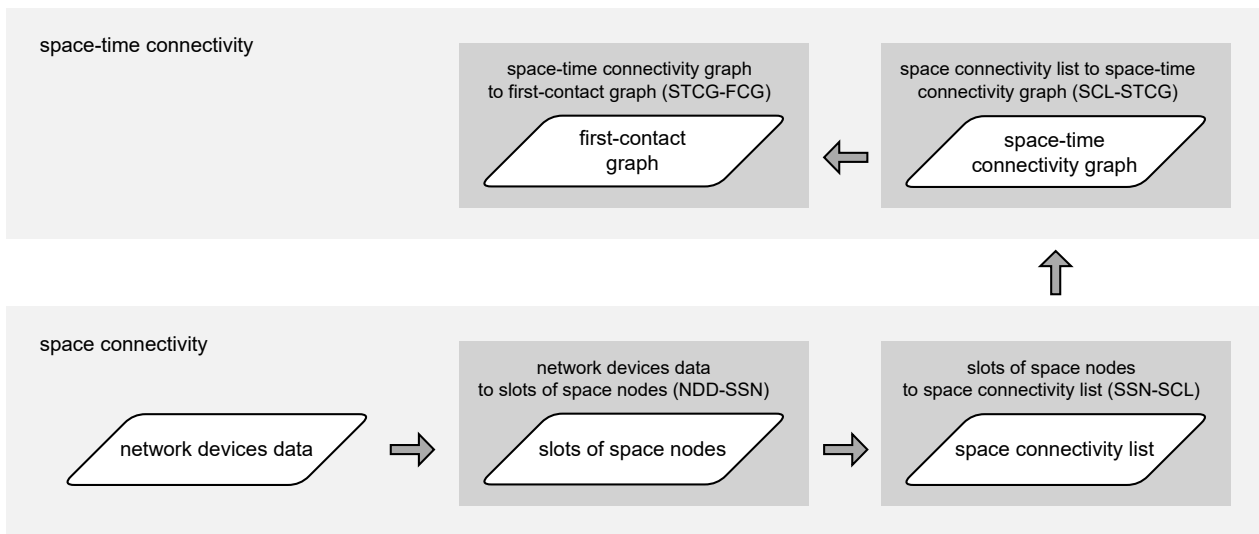 space-time connectivity
space-time connectivity graph
to first-contact graph (STCG-FCG)
first-contact
graph
space connectivity list to space-time
connectivity graph (SCL-STCG)
space-time
connectivity graph
space connectivity
network devices data
network devices data
to slots of space nodes (NDD-SSN)
slots of space nodes
slots of space nodes
to space connectivity list (SSN-SCL)
space connectivity list